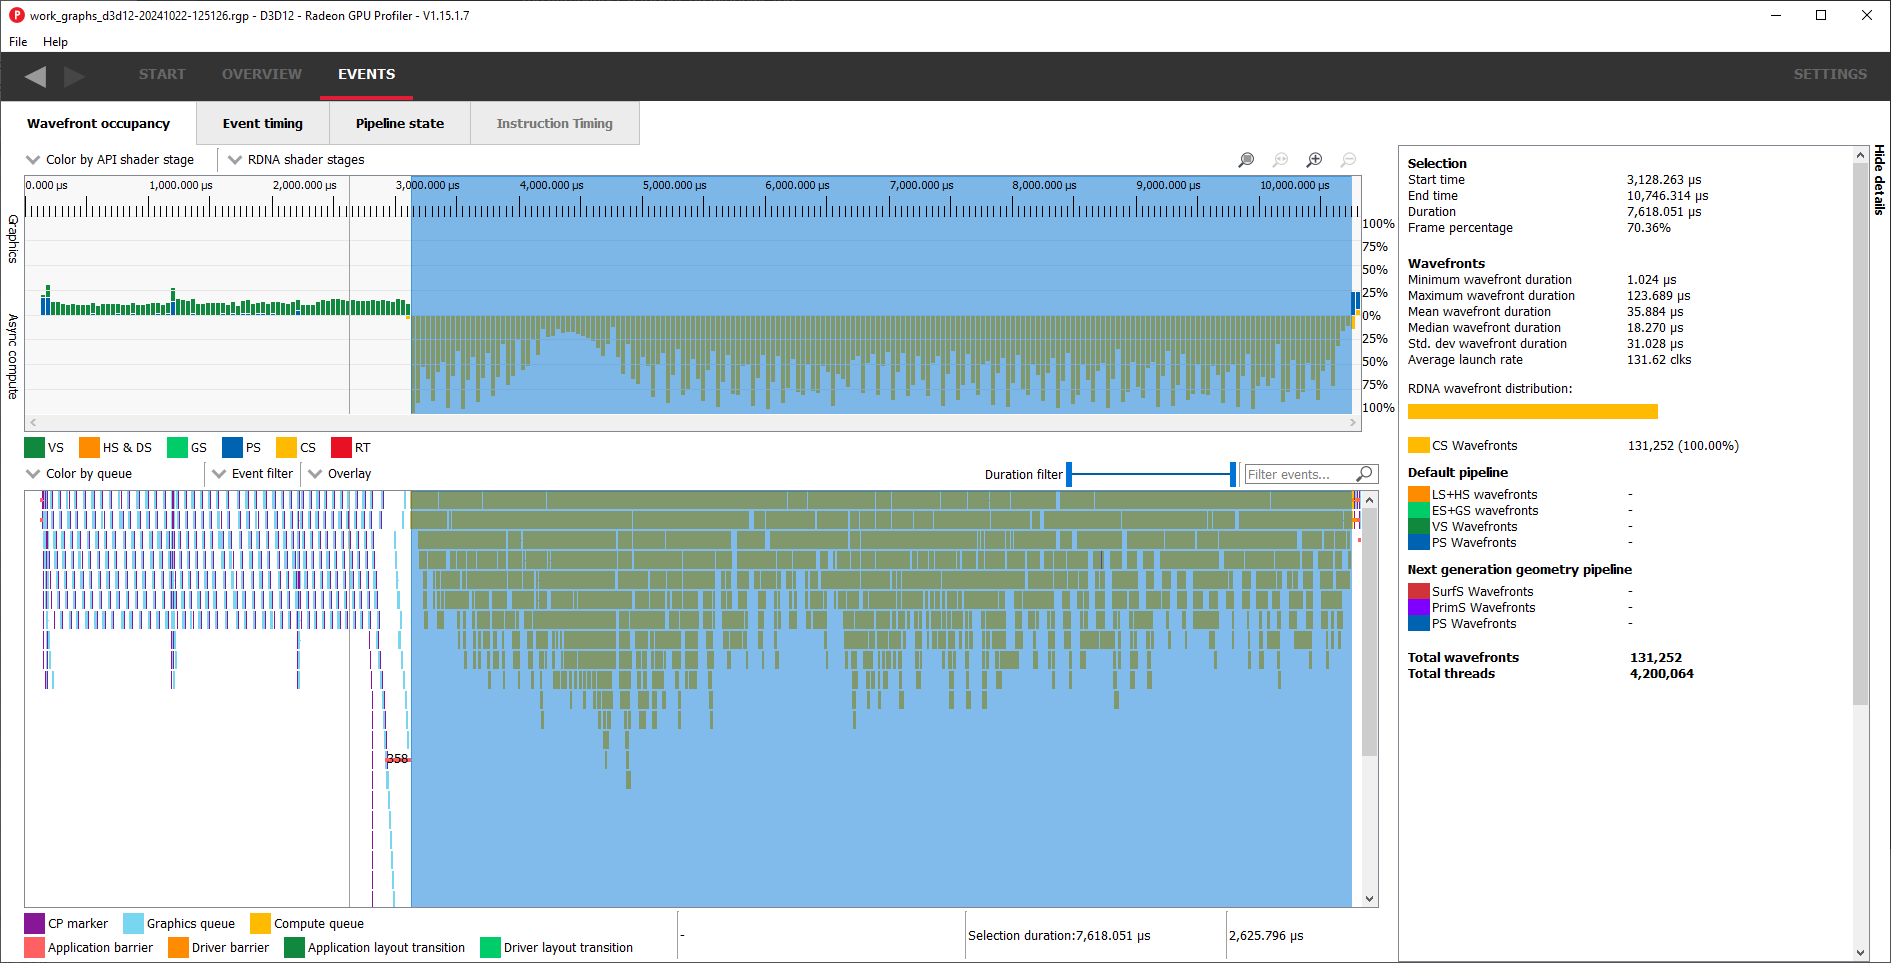 work_graphs_d3d12-20241022-125126.rgp - D3D12 - Radeon GPU Profiler - V1.15.1.7
File Help
START OVERVIEW EVENTS SETTINGS
Wavefront occupancy Event timing Pipeline state Instruction Timing
Color by API shader stage RDNA shader stages
0.000 µs 1,000.000 µs 2,000.000 µs 3,000.000 µs 4,000.000 µs 5,000.000 µs 6,000.000 µs 7,000.000 µs 8,000.000 µs 9,000.000 µs 10,000.000 µs
Graphics
100%
75%
50%
25%
0%
Async compute
25%
50%
75%
100%
VS HS & DS GS PS CS RT
Color by queue Event filter Overlay Duration filter Filter events...
358
CP marker Graphics queue Compute queue
Application barrier Driver barrier Application layout transition Driver layout transition
- Selection duration:7,618.051 µs 2,625.796 µs
Hide details
Selection
Start time 3,128.263 µs
End time 10,746.314 µs
Duration 7,618.051 µs
Frame percentage 70.36%
Wavefronts
Minimum wavefront duration 1.024 µs
Maximum wavefront duration 123.689 µs
Mean wavefront duration 35.884 µs
Median wavefront duration 18.270 µs
Std. dev wavefront duration 31.028 µs
Average launch rate 131.62 clks
RDNA wavefront distribution:
CS Wavefronts 131,252 (100.00%)
Default pipeline
LS+HS wavefronts -
ES+GS wavefronts -
VS Wavefronts -
PS Wavefronts -
Next generation geometry pipeline
SurfS Wavefronts -
PrimS Wavefronts -
PS Wavefronts -
Total wavefronts 131,252
Total threads 4,200,064